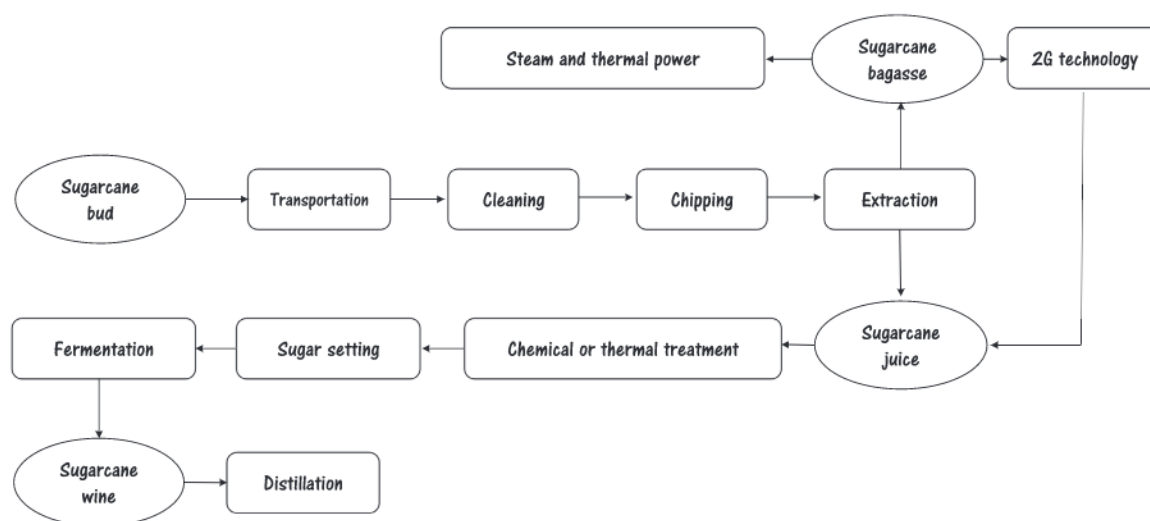 Steam and thermal power
Sugarcane
bagasse
2G technology
Sugarcane
bud
Transportation
Cleaning
Chipping
Extraction
Fermentation
Sugar setting
Chemical or thermal treatment
Sugarcane
juice
Sugarcane
wine
Distillation